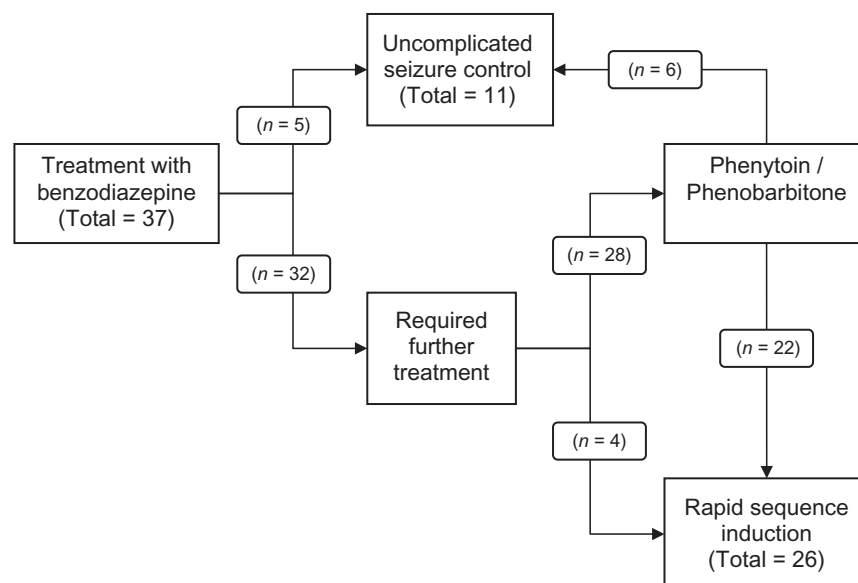 Uncomplicated
seizure control
(Total = 11)
(n = 6)
(n = 5)
Treatment with
benzodiazepine
(Total = 37)
Phenytoin /
Phenobarbitone
(n = 32)
(n = 28)
Required
further
treatment
(n = 22)
(n = 4)
Rapid sequence
induction
(Total = 26)